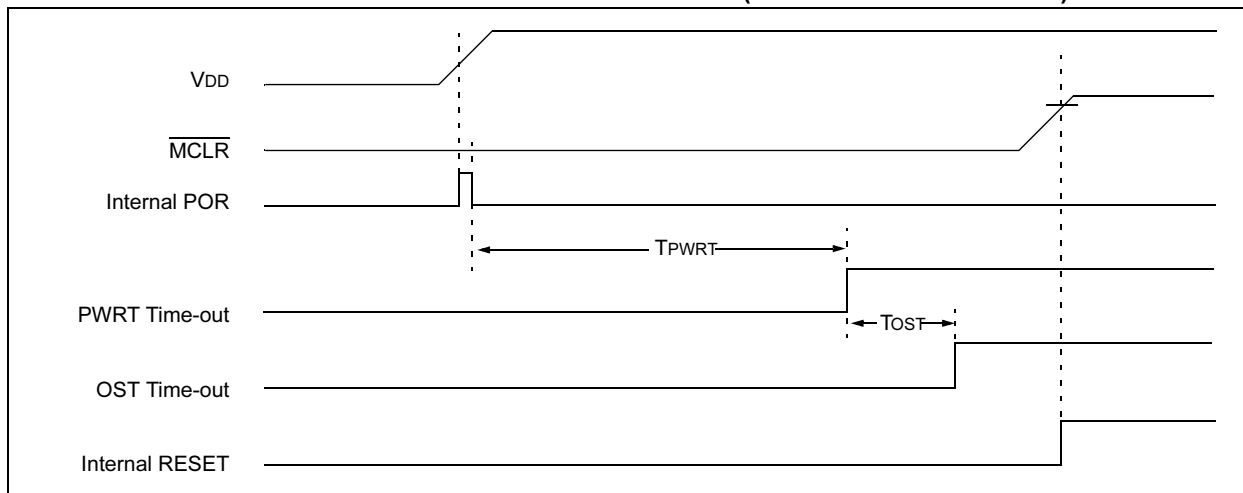 VDD
MCLR
Internal POR
TPWRT
PWRT Time-out
TOST
OST Time-out
Internal RESET